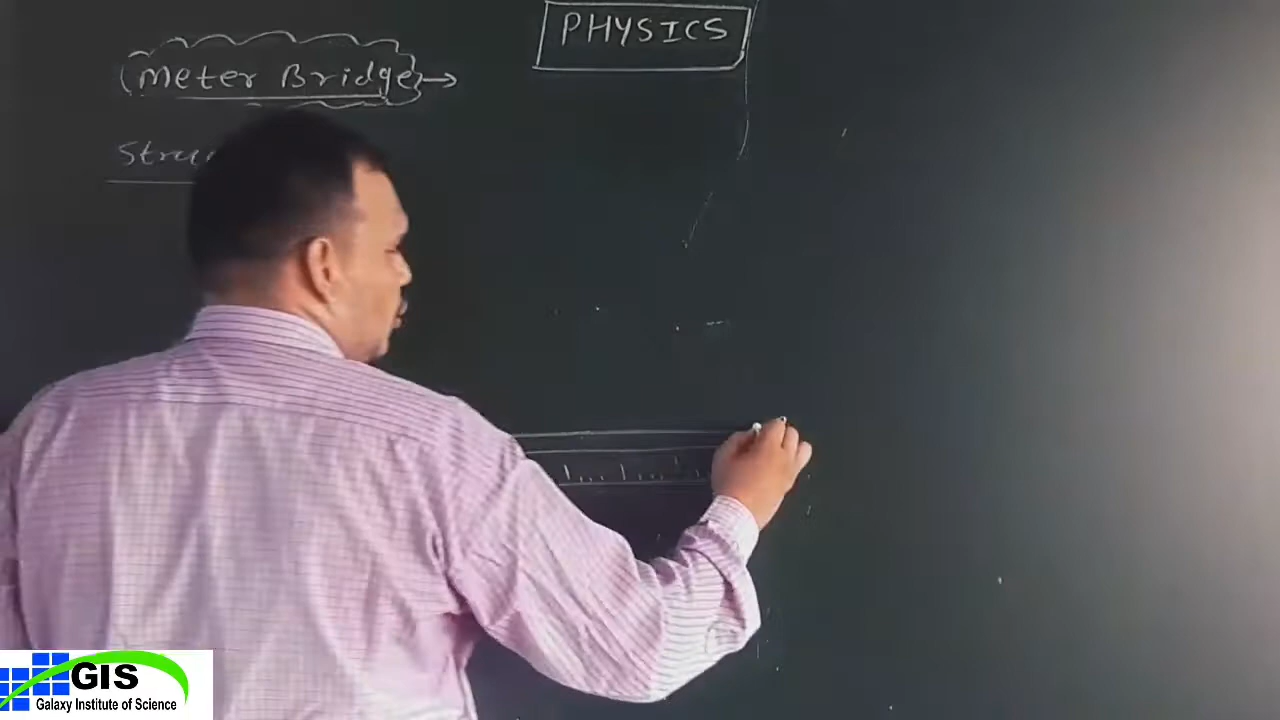 PHYSICS
(Meter Bridge) →
GIS
Galaxy Institute of Science